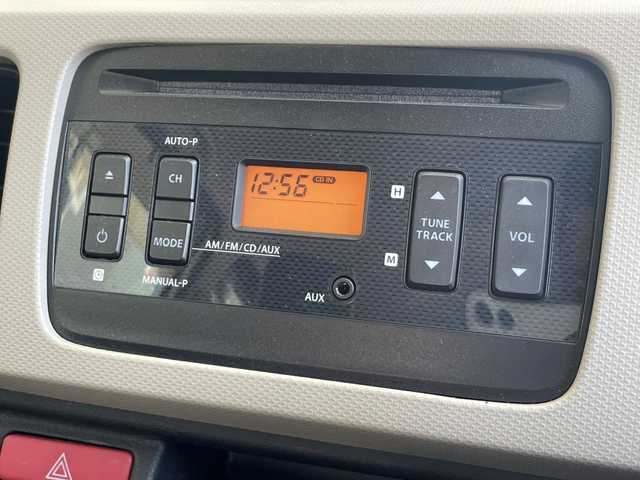 AUTO-P
CH
MODE
AM/FM/CD/AUX
MANUAL-P
12:56
CD IN
AUX
H
M
TUNE
TRACK
VOL